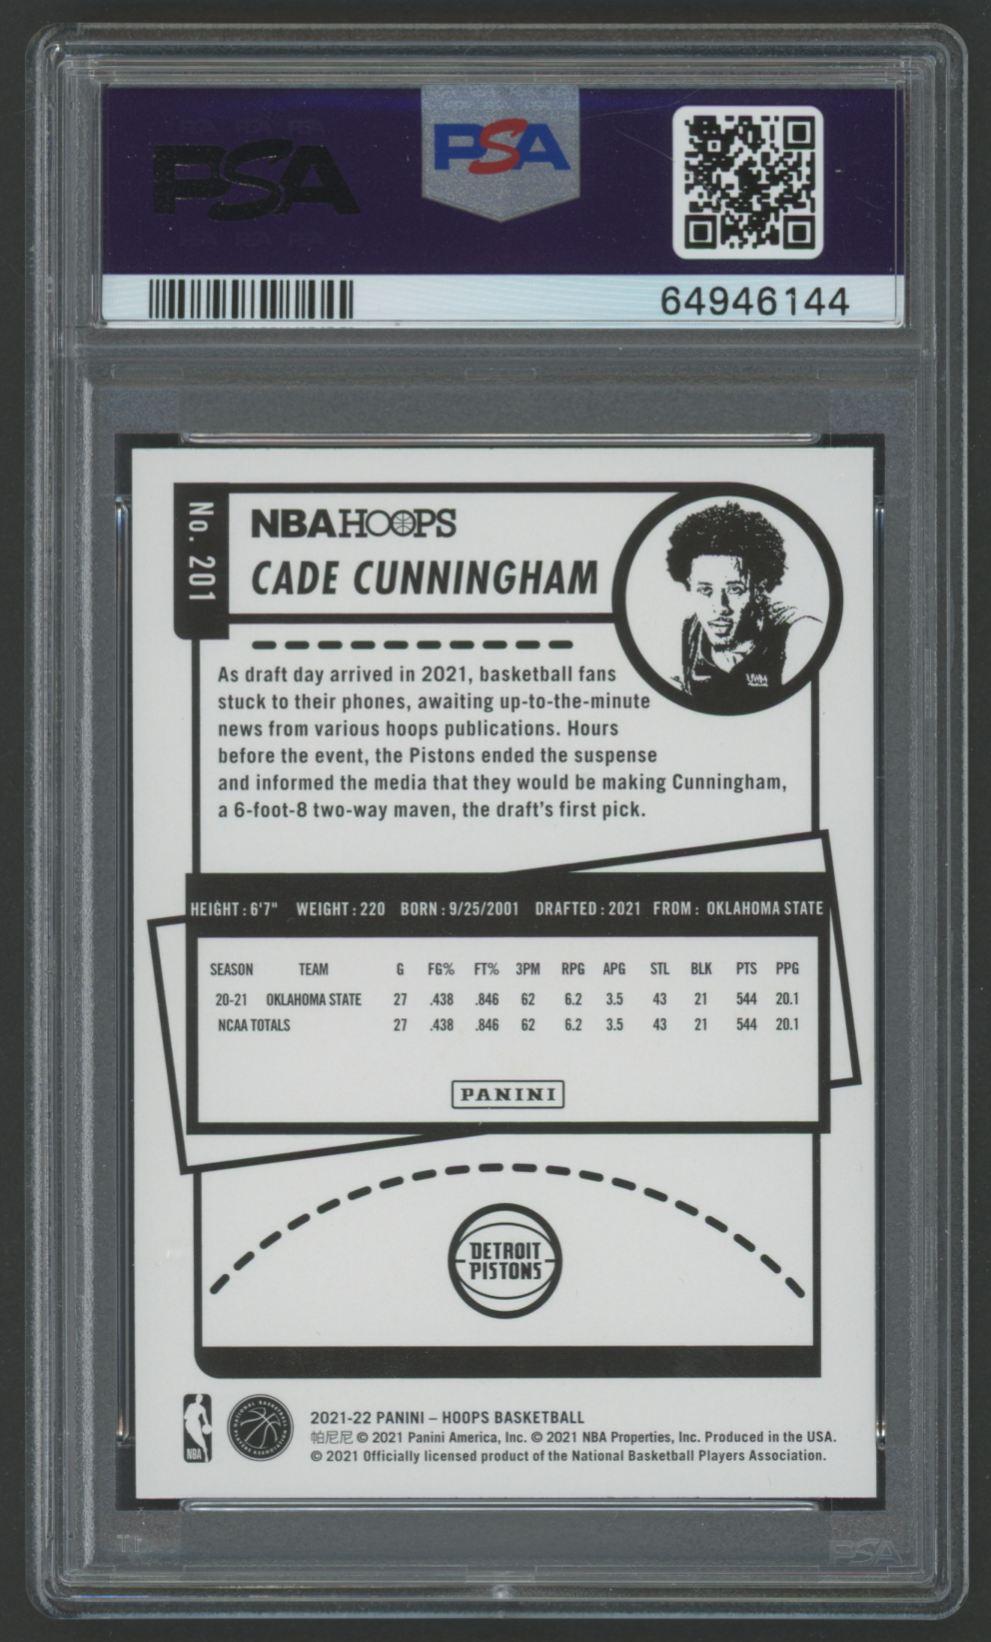 PSA
PSA
64946144
No. 201
NBA HOOPS
CADE CUNNINGHAM
As draft day arrived in 2021, basketball fans
stuck to their phones, awaiting up-to-the-minute
news from various hoops publications. Hours
before the event, the Pistons ended the suspense
and informed the media that they would be making Cunningham,
a 6-foot-8 two-way maven, the draft's first pick.
HEIGHT: 6'7" WEIGHT: 220 BORN: 9/25/2001 DRAFTED: 2021 FROM: OKLAHOMA STATE
SEASON TEAM G FG% FT% 3PM RPG APG STL BLK PTS PPG
20-21 OKLAHOMA STATE 27 .438 .846 62 6.2 3.5 43 21 544 20.1
NCAA TOTALS 27 .438 .846 62 6.2 3.5 43 21 544 20.1
PANINI
DETROIT
PISTONS
NBA
NATIONAL BASKETBALL PLAYERS ASSOCIATION
2021-22 PANINI – HOOPS BASKETBALL
帕尼尼 © 2021 Panini America, Inc. © 2021 NBA Properties, Inc. Produced in the USA.
© 2021 Officially licensed product of the National Basketball Players Association.
PSA